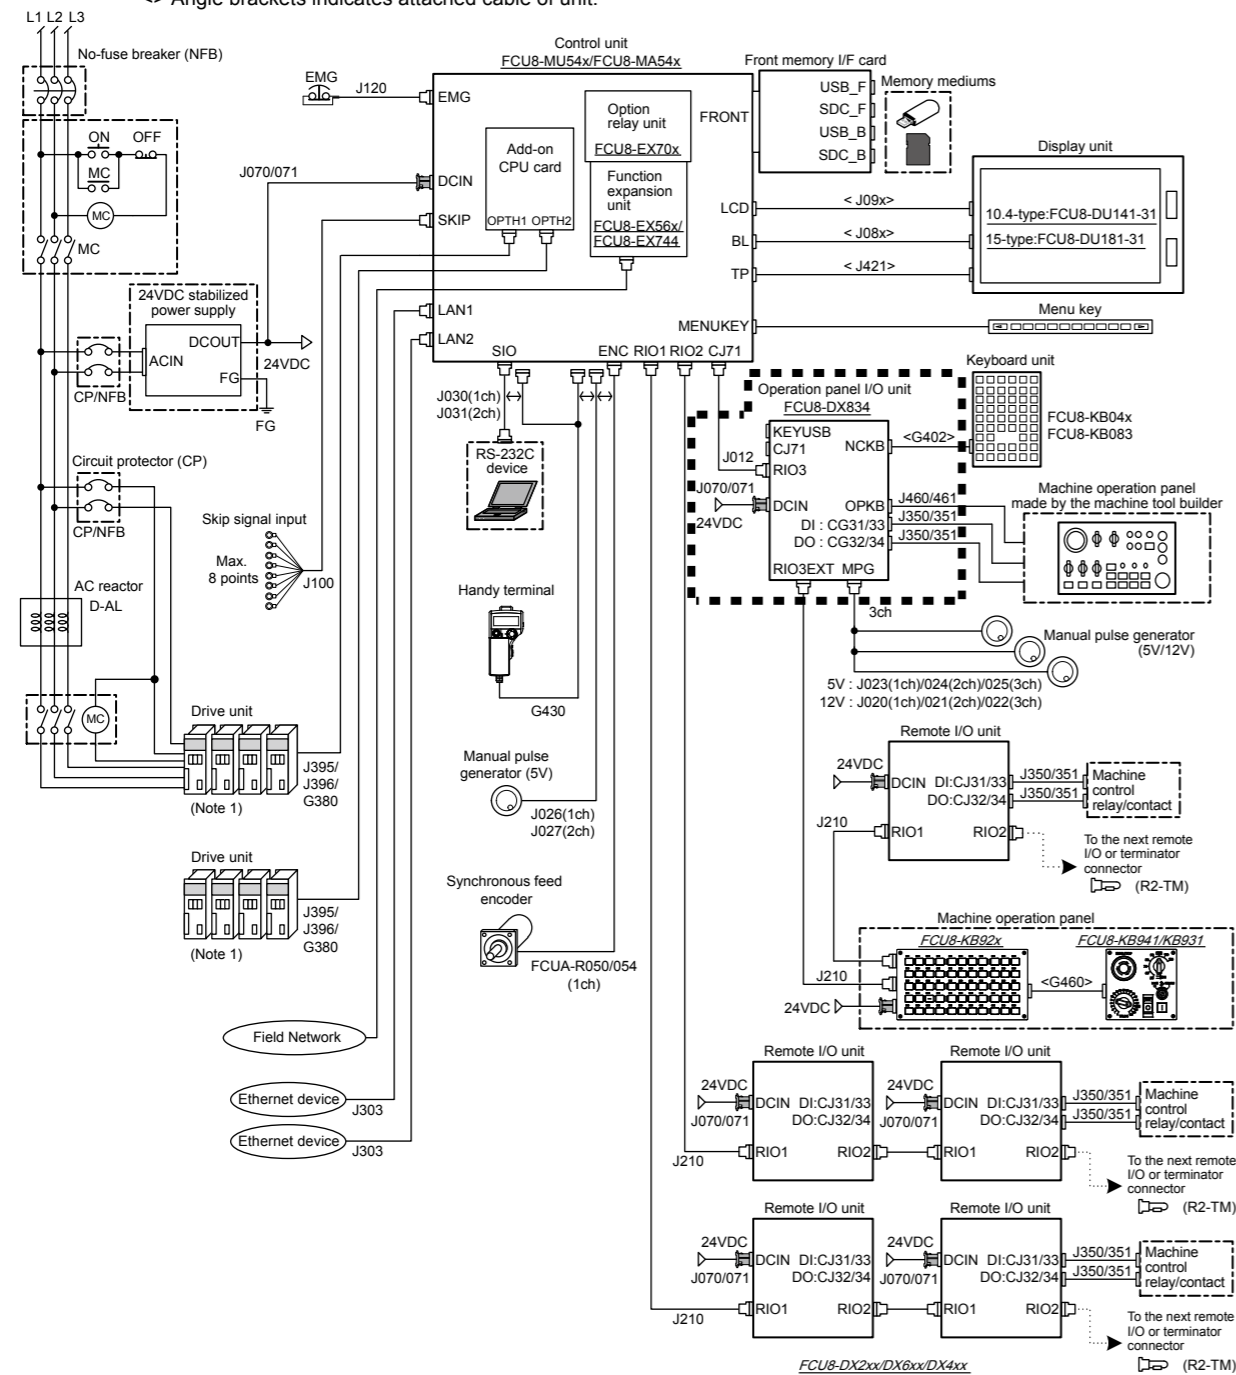 <> Angle brackets indicates attached cable of unit.
L1 L2 L3
No-fuse breaker (NFB)
ON OFF
MC
MC
MC
24VDC stabilized
power supply
DCOUT
ACIN
FG
24VDC
FG
CP/NFB
Circuit protector (CP)
CP/NFB
AC reactor
D-AL
MC
Skip signal input
Max.
8 points
J100
Drive unit
(Note 1)
J395/
J396/
G380
Drive unit
(Note 1)
J395/
J396/
G380
Field Network
Ethernet device
J303
Ethernet device
J303
EMG
J120
J070/071
Control unit
FCU8-MU54x/FCU8-MA54x
EMG
DCIN
SKIP
LAN1
LAN2
Add-on
CPU card
OPTH1 OPTH2
Option
relay unit
FCU8-EX70x
Function
expansion
unit
FCU8-EX56x/
FCU8-EX744
FRONT
LCD
BL
TP
MENUKEY
SIO ENC RIO1 RIO2 CJ71
Front memory I/F card
USB_F
SDC_F
USB_B
SDC_B
Memory mediums
Display unit
10.4-type:FCU8-DU141-31
15-type:FCU8-DU181-31
< J09x>
< J08x>
< J421>
Menu key
J030(1ch)
J031(2ch)
RS-232C
device
Handy terminal
G430
Manual pulse
generator (5V)
J026(1ch)
J027(2ch)
Synchronous feed
encoder
FCUA-R050/054
(1ch)
Operation panel I/O unit
FCU8-DX834
KEYUSB
CJ71
RIO3
DCIN
NCKB
OPKB
DI : CG31/33
DO : CG32/34
RIO3EXT MPG
J012
J070/071
24VDC
<G402>
Keyboard unit
FCU8-KB04x
FCU8-KB083
J460/461
J350/351
J350/351
Machine operation panel
made by the machine tool builder
3ch
Manual pulse generator
(5V/12V)
5V : J023(1ch)/024(2ch)/025(3ch)
12V : J020(1ch)/021(2ch)/022(3ch)
Remote I/O unit
24VDC
DCIN DI:CJ31/33
DO:CJ32/34
RIO1 RIO2
J210
J350/351
J350/351
Machine
control
relay/contact
To the next remote
I/O or terminator
connector
(R2-TM)
Machine operation panel
FCU8-KB92x
FCU8-KB941/KB931
J210
24VDC
<G460>
Remote I/O unit
24VDC
J070/071
DCIN DI:CJ31/33
DO:CJ32/34
RIO1 RIO2
J210
Remote I/O unit
24VDC
J070/071
DCIN DI:CJ31/33
DO:CJ32/34
RIO1 RIO2
J350/351
J350/351
Machine
control
relay/contact
To the next remote
I/O or terminator
connector
(R2-TM)
Remote I/O unit
24VDC
J070/071
DCIN DI:CJ31/33
DO:CJ32/34
RIO1 RIO2
J210
Remote I/O unit
24VDC
J070/071
DCIN DI:CJ31/33
DO:CJ32/34
RIO1 RIO2
J350/351
J350/351
Machine
control
relay/contact
To the next remote
I/O or terminator
connector
(R2-TM)
FCU8-DX2xx/DX6xx/DX4xx